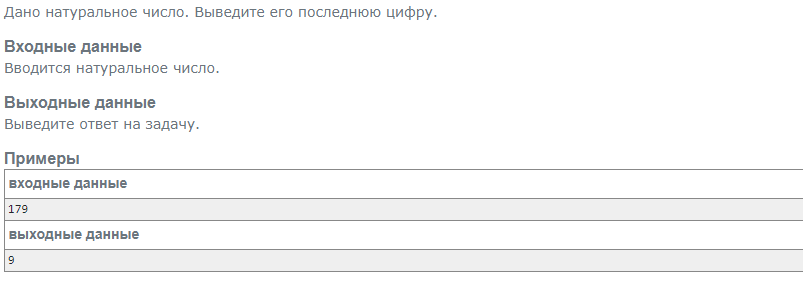 Дано натуральное число. Выведите его последнюю цифру.
Входные данные
Вводится натуральное число.
Выходные данные
Выведите ответ на задачу.
Примеры
входные данные
179
выходные данные
9